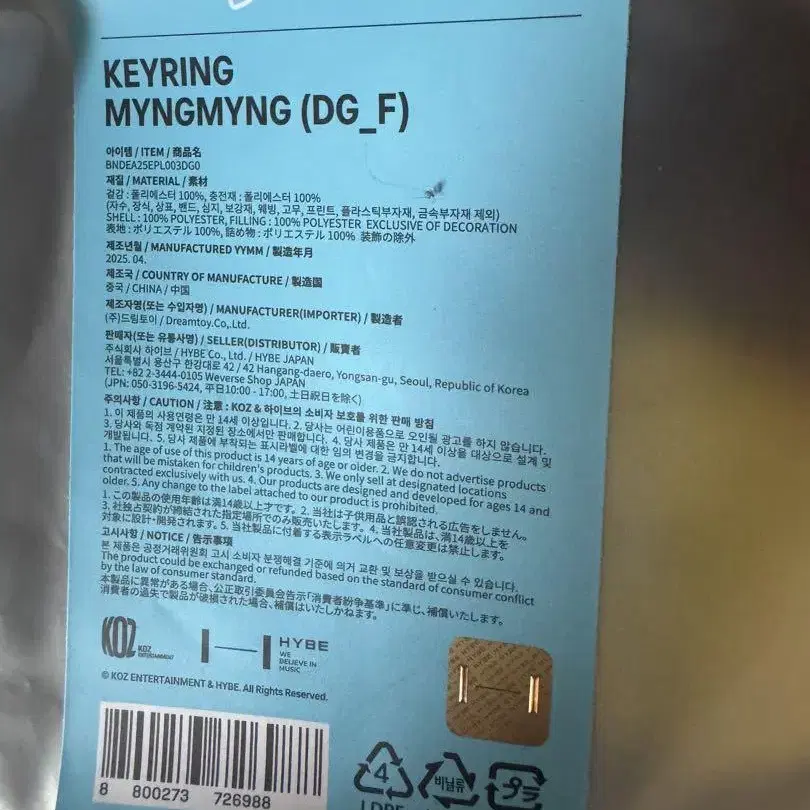 KEYRING
MYNGMYNG (DG_F)
아이템 / ITEM / 商品名
BNDEA25EPL003DG0
재질 / MATERIAL / 素材
겉감 : 폴리에스터 100%, 충전재 : 폴리에스터 100%
(자수, 장식, 상표, 밴드, 심지, 보강재, 웨빙, 고무, 프린트, 플라스틱부자재, 금속부자재 제외)
SHELL : 100% POLYESTER, FILLING : 100% POLYESTER EXCLUSIVE OF DECORATION
表地 : ポリエステル 100%, 詰め物 : ポリエステル 100% 装飾の除外
제조년월 / MANUFACTURED YYMM / 製造年月
2025. 04.
제조국 / COUNTRY OF MANUFACTURE / 製造国
중국 / CHINA / 中国
제조자명(또는 수입자명) / MANUFACTURER(IMPORTER) / 製造者
(주)드림토이 / Dreamtoy Co,.Ltd.
판매자(또는 유통사명) / SELLER(DISTRIBUTOR) / 販賣者
주식회사 하이브 / HYBE Co., Ltd. / HYBE JAPAN
서울특별시 용산구 한강대로 42 / 42 Hangang-daero, Yongsan-gu, Seoul, Republic of Korea
TEL: +82 2-3444-0105 Weverse Shop JAPAN
(JPN: 050-3196-5424, 平日10:00 - 17:00, 土日祝日を除く)
주의사항 / CAUTION / 注意 : KOZ & 하이브의 소비자 보호를 위한 판매 방침
1. 이 제품의 사용연령은 만 14세 이상입니다. 2. 당사는 어린이용품으로 오인될 광고를 하지 않습니다.
3. 당사와 독점 계약된 지정된 장소에서만 판매합니다. 4. 당사 제품은 만 14세 이상을 대상으로 설계 및
개발됩니다. 5. 당사 제품에 부착되는 표시라벨에 대한 임의 변경을 금지합니다.
1. The age of use of this product is 14 years of age or older. 2. We do not advertise products
that will be mistaken for children's products. 3. We only sell at designated locations
contracted exclusively with us. 4. Our products are designed and developed for ages 14 and
older. 5. Any change to the label attached to our product is prohibited.
1. この製品の使用年齢は満14歳以上才です。2. 当社は子供用品と誤認される広告をしません。
3. 社独占契約が締結された指定場所でのみ販売いたします。4. 当社製品は、満14歳以上を
対象に設計・開発されます。5. 当社製品に付着する表示ラベルへの任意変更は禁止します。
고시사항 / NOTICE / 告示事項
본 제품은 공정거래위원회 고시 소비자 분쟁해결 기준에 의거 교환 및 보상을 받으실 수 있습니다.
The product could be exchanged or refunded based on the standard of consumer conflict
by the law of consumer standard.
本製品に異常がある場合、公正取引委員会告示「消費者紛争基準」に準じ、補償いたします。
消費者の過失で製品が破損された場合、補償はいたしかねます。
KOZ KOZ ENTERTAINMENT HYBE
WE
BELIEVE IN
MUSIC
© KOZ ENTERTAINMENT & HYBE. All Rights Reserved.
8 800273 726988
4 비닐류 プラ
LDPE